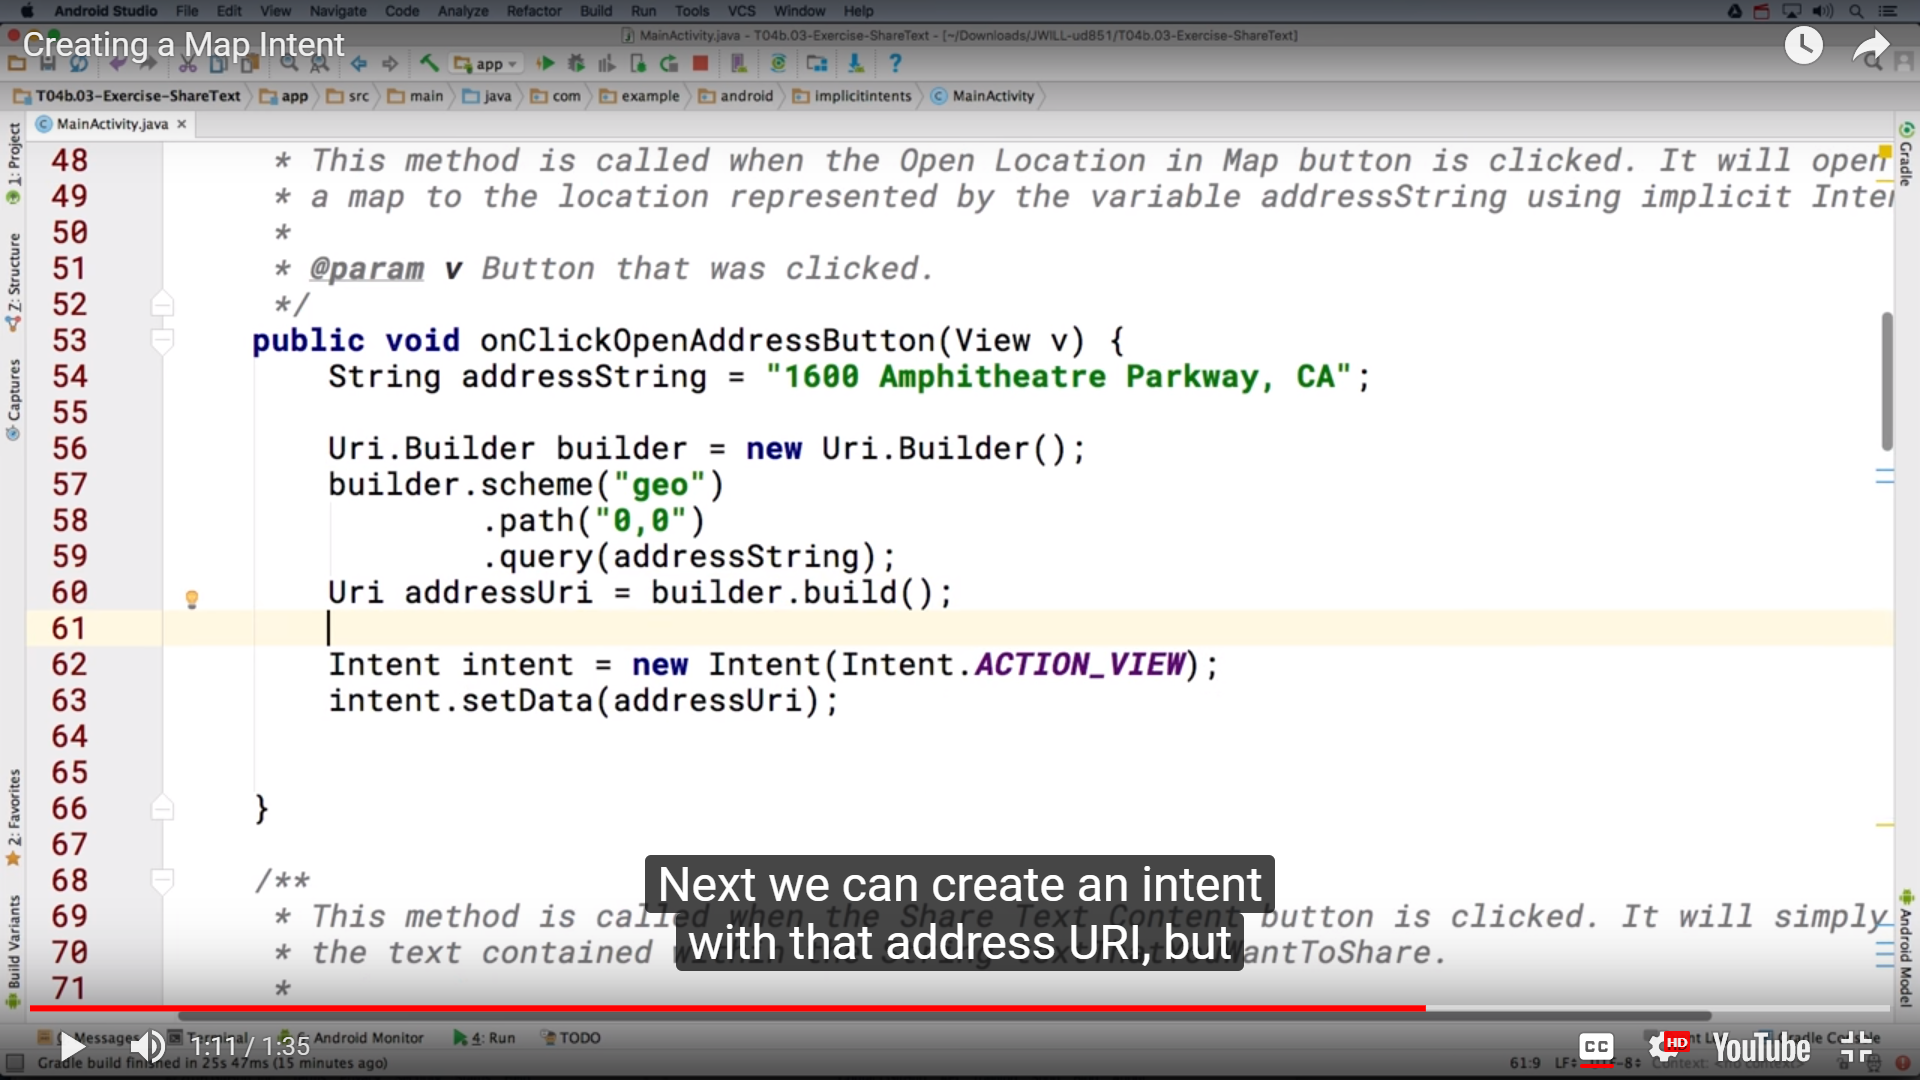 Android Studio File Edit View Navigate Code Analyze Refactor Build Run Tools VCS Window Help
Creating a Map Intent
MainActivity.java - T04b.03-Exercise-ShareText - [~/Downloads/JWILL-ud851/T04b.03-Exercise-ShareText]
app
T04b.03-Exercise-ShareText app src main java com example android implicitintents MainActivity
MainActivity.java
1: Project
Z: Structure
Captures
2: Favorites
Build Variants
Gradle
Android Model
48 * This method is called when the Open Location in Map button is clicked. It will open
49 * a map to the location represented by the variable addressString using implicit
50 *
51 * @param v Button that was clicked.
52 */
53 public void onClickOpenAddressButton(View v) {
54 String addressString = "1600 Amphitheatre Parkway, CA";
55
56 Uri.Builder builder = new Uri.Builder();
57 builder.scheme("geo")
58 .path("0,0")
59 .query(addressString);
60 Uri addressUri = builder.build();
61
62 Intent intent = new Intent(Intent.ACTION_VIEW);
63 intent.setData(addressUri);
64
65
66 }
67
68 /**
69 * This method is called when the Share Text Content button is clicked. It will simply
70 * the text contained within the String
71 *
Next we can create an intent
with that address URI, but
Messages Terminal 6: Android Monitor 4: Run TODO
1:11 / 1:35
CC HD YouTube
Gradle build finished in 25s 47ms (15 minutes ago)
61:9 LF UTF-8 Context: <no context>